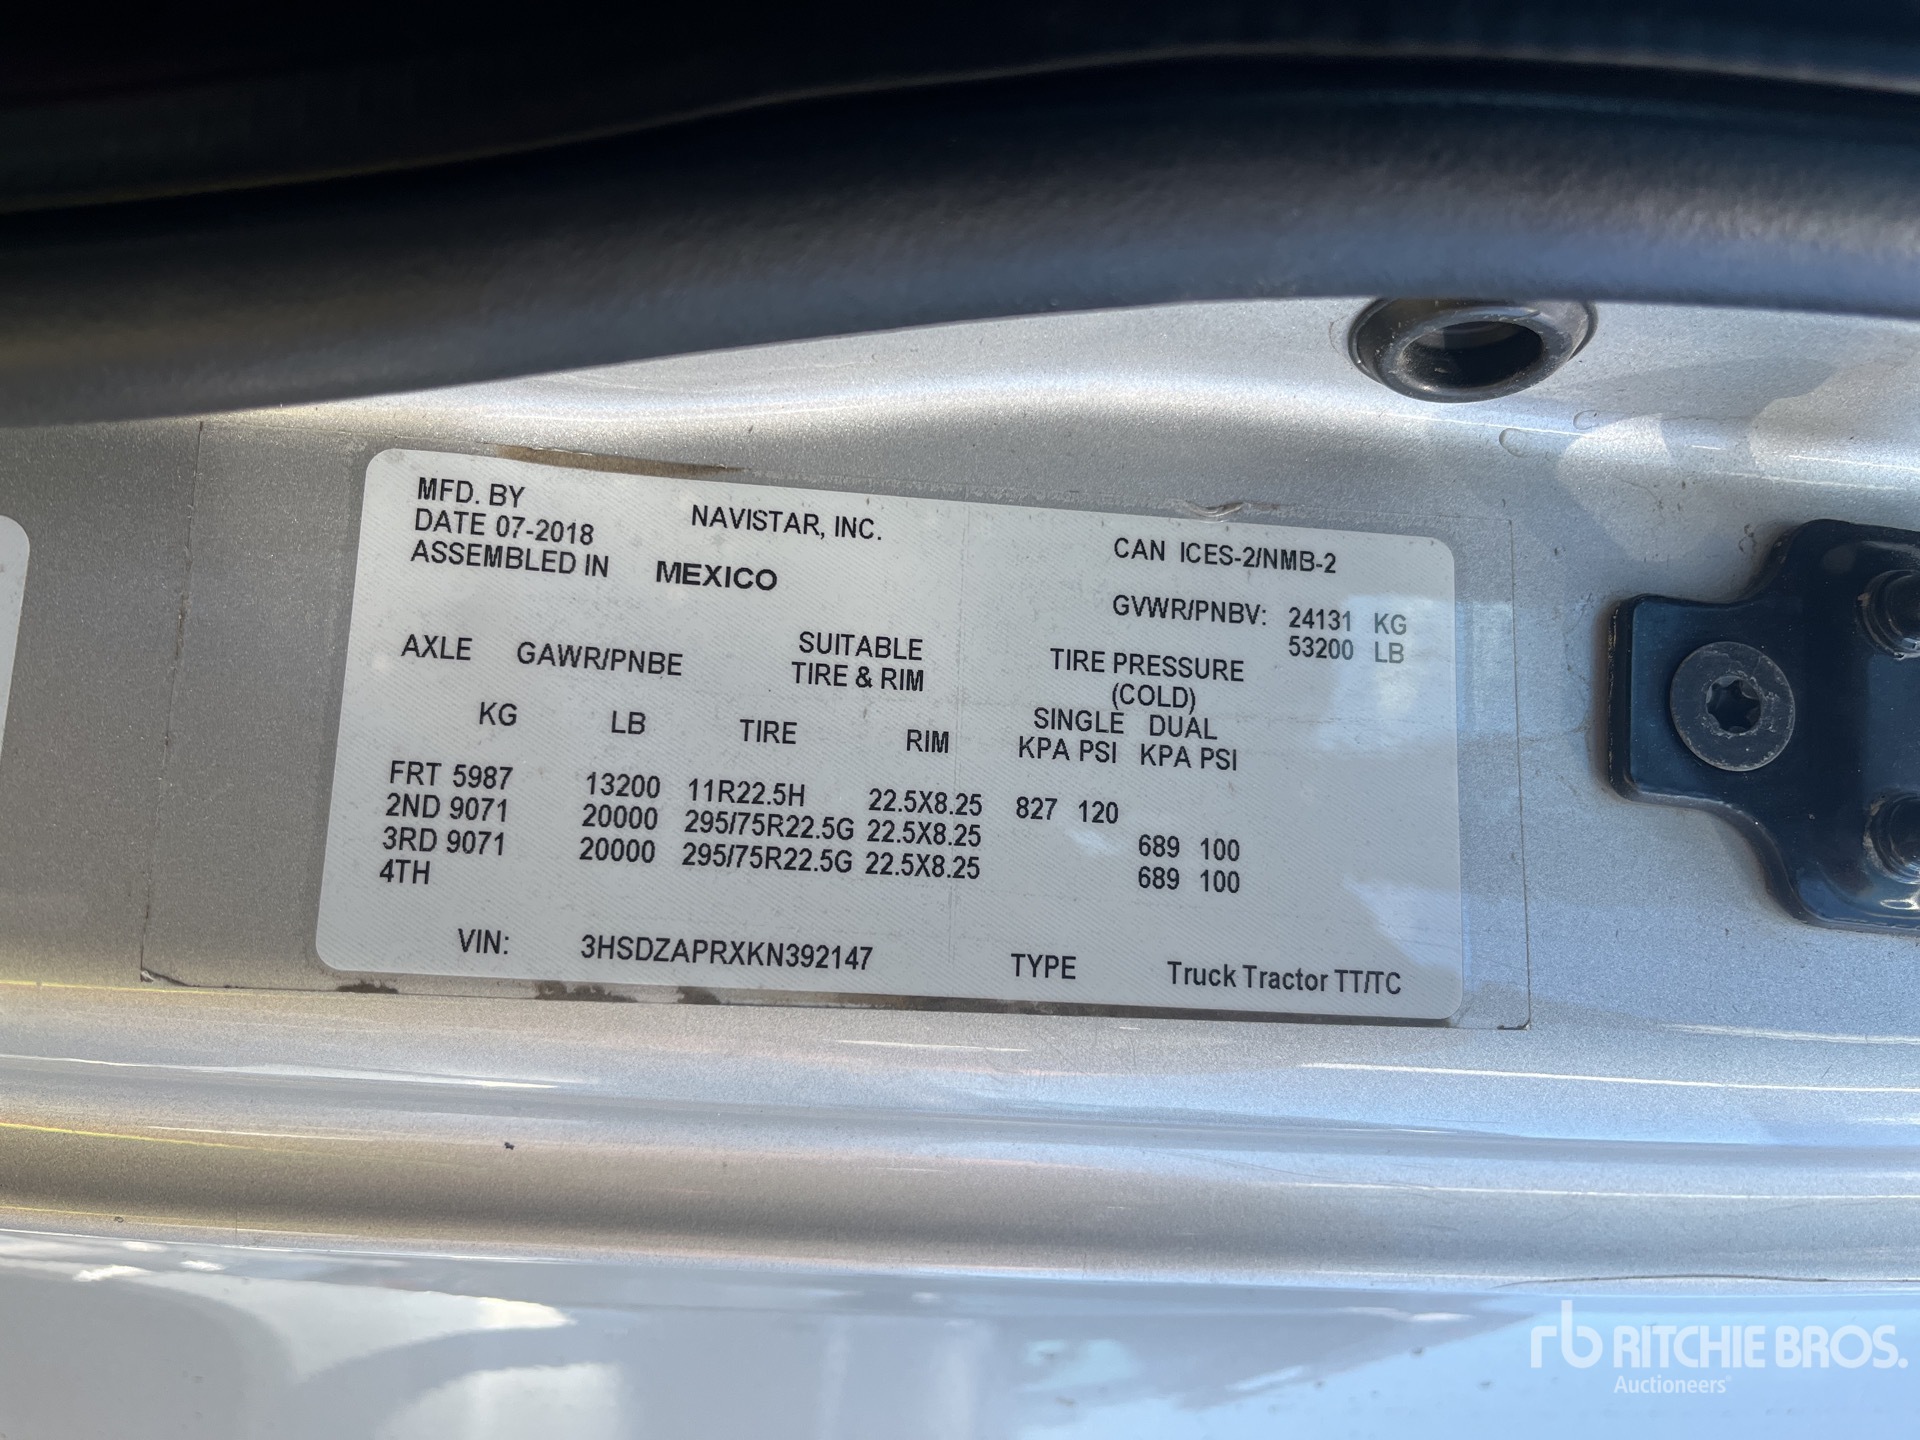 MFD. BY NAVISTAR, INC.
DATE 07-2018 CAN ICES-2/NMB-2
ASSEMBLED IN MEXICO
GVWR/PNBV: 24131 KG
53200 LB
AXLE GAWR/PNBE SUITABLE TIRE PRESSURE
TIRE & RIM (COLD)
SINGLE DUAL
KG LB TIRE RIM KPA PSI KPA PSI
FRT 5987 13200 11R22.5H 22.5X8.25 827 120
2ND 9071 20000 295/75R22.5G 22.5X8.25 689 100
3RD 9071 20000 295/75R22.5G 22.5X8.25 689 100
4TH
VIN: 3HSDZAPRXKN392147 TYPE Truck Tractor TT/TC
rb RITCHIE BROS.
Auctioneers